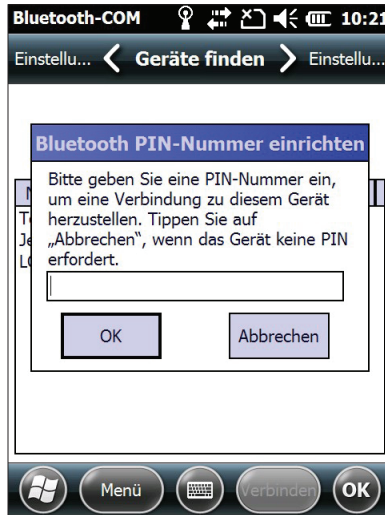 Bluetooth-COM 10:21
Einstellu... Geräte finden Einstellu...
Bluetooth PIN-Nummer einrichten
Bitte geben Sie eine PIN-Nummer ein,
um eine Verbindung zu diesem Gerät
herzustellen. Tippen Sie auf
„Abbrechen“, wenn das Gerät keine PIN
erfordert.
OK Abbrechen
Menü Verbinden OK